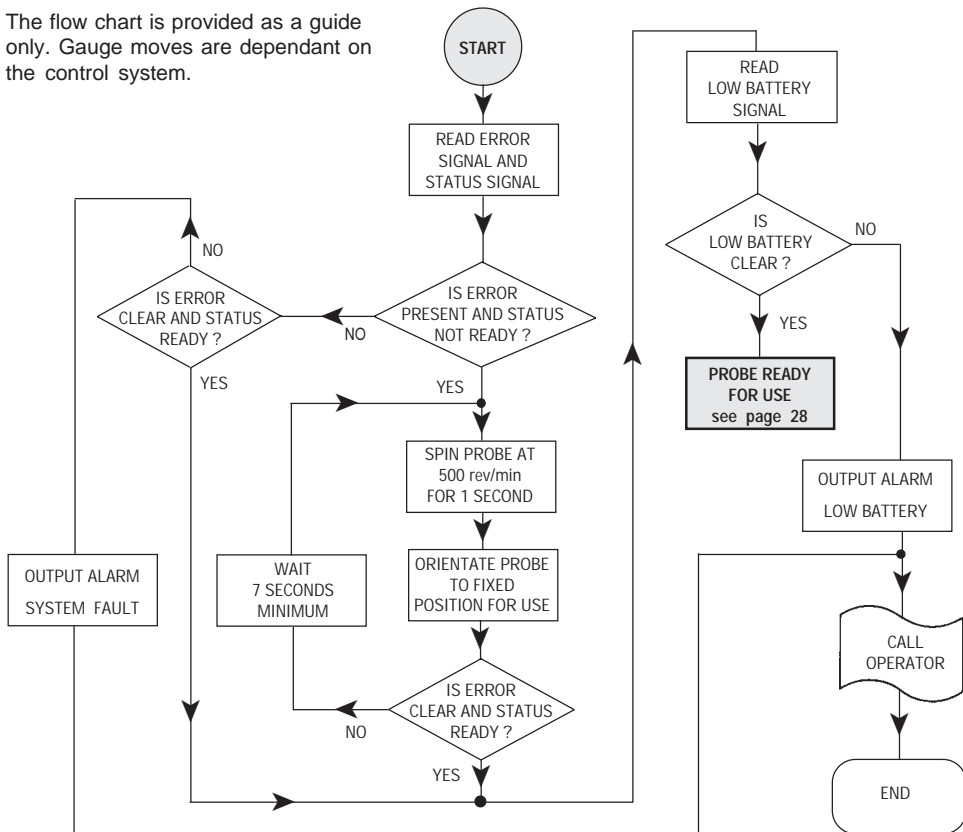 The flow chart is provided as a guide
only. Gauge moves are dependant on
the control system.
START
READ ERROR
SIGNAL AND
STATUS SIGNAL
IS ERROR
PRESENT AND STATUS
NOT READY ?
NO
YES
IS ERROR
CLEAR AND STATUS
READY ?
NO
YES
OUTPUT ALARM
SYSTEM FAULT
SPIN PROBE AT
500 rev/min
FOR 1 SECOND
ORIENTATE PROBE
TO FIXED
POSITION FOR USE
WAIT
7 SECONDS
MINIMUM
IS ERROR
CLEAR AND STATUS
READY ?
NO
YES
READ
LOW BATTERY
SIGNAL
IS
LOW BATTERY
CLEAR ?
NO
YES
PROBE READY
FOR USE
see page 28
OUTPUT ALARM
LOW BATTERY
CALL
OPERATOR
END